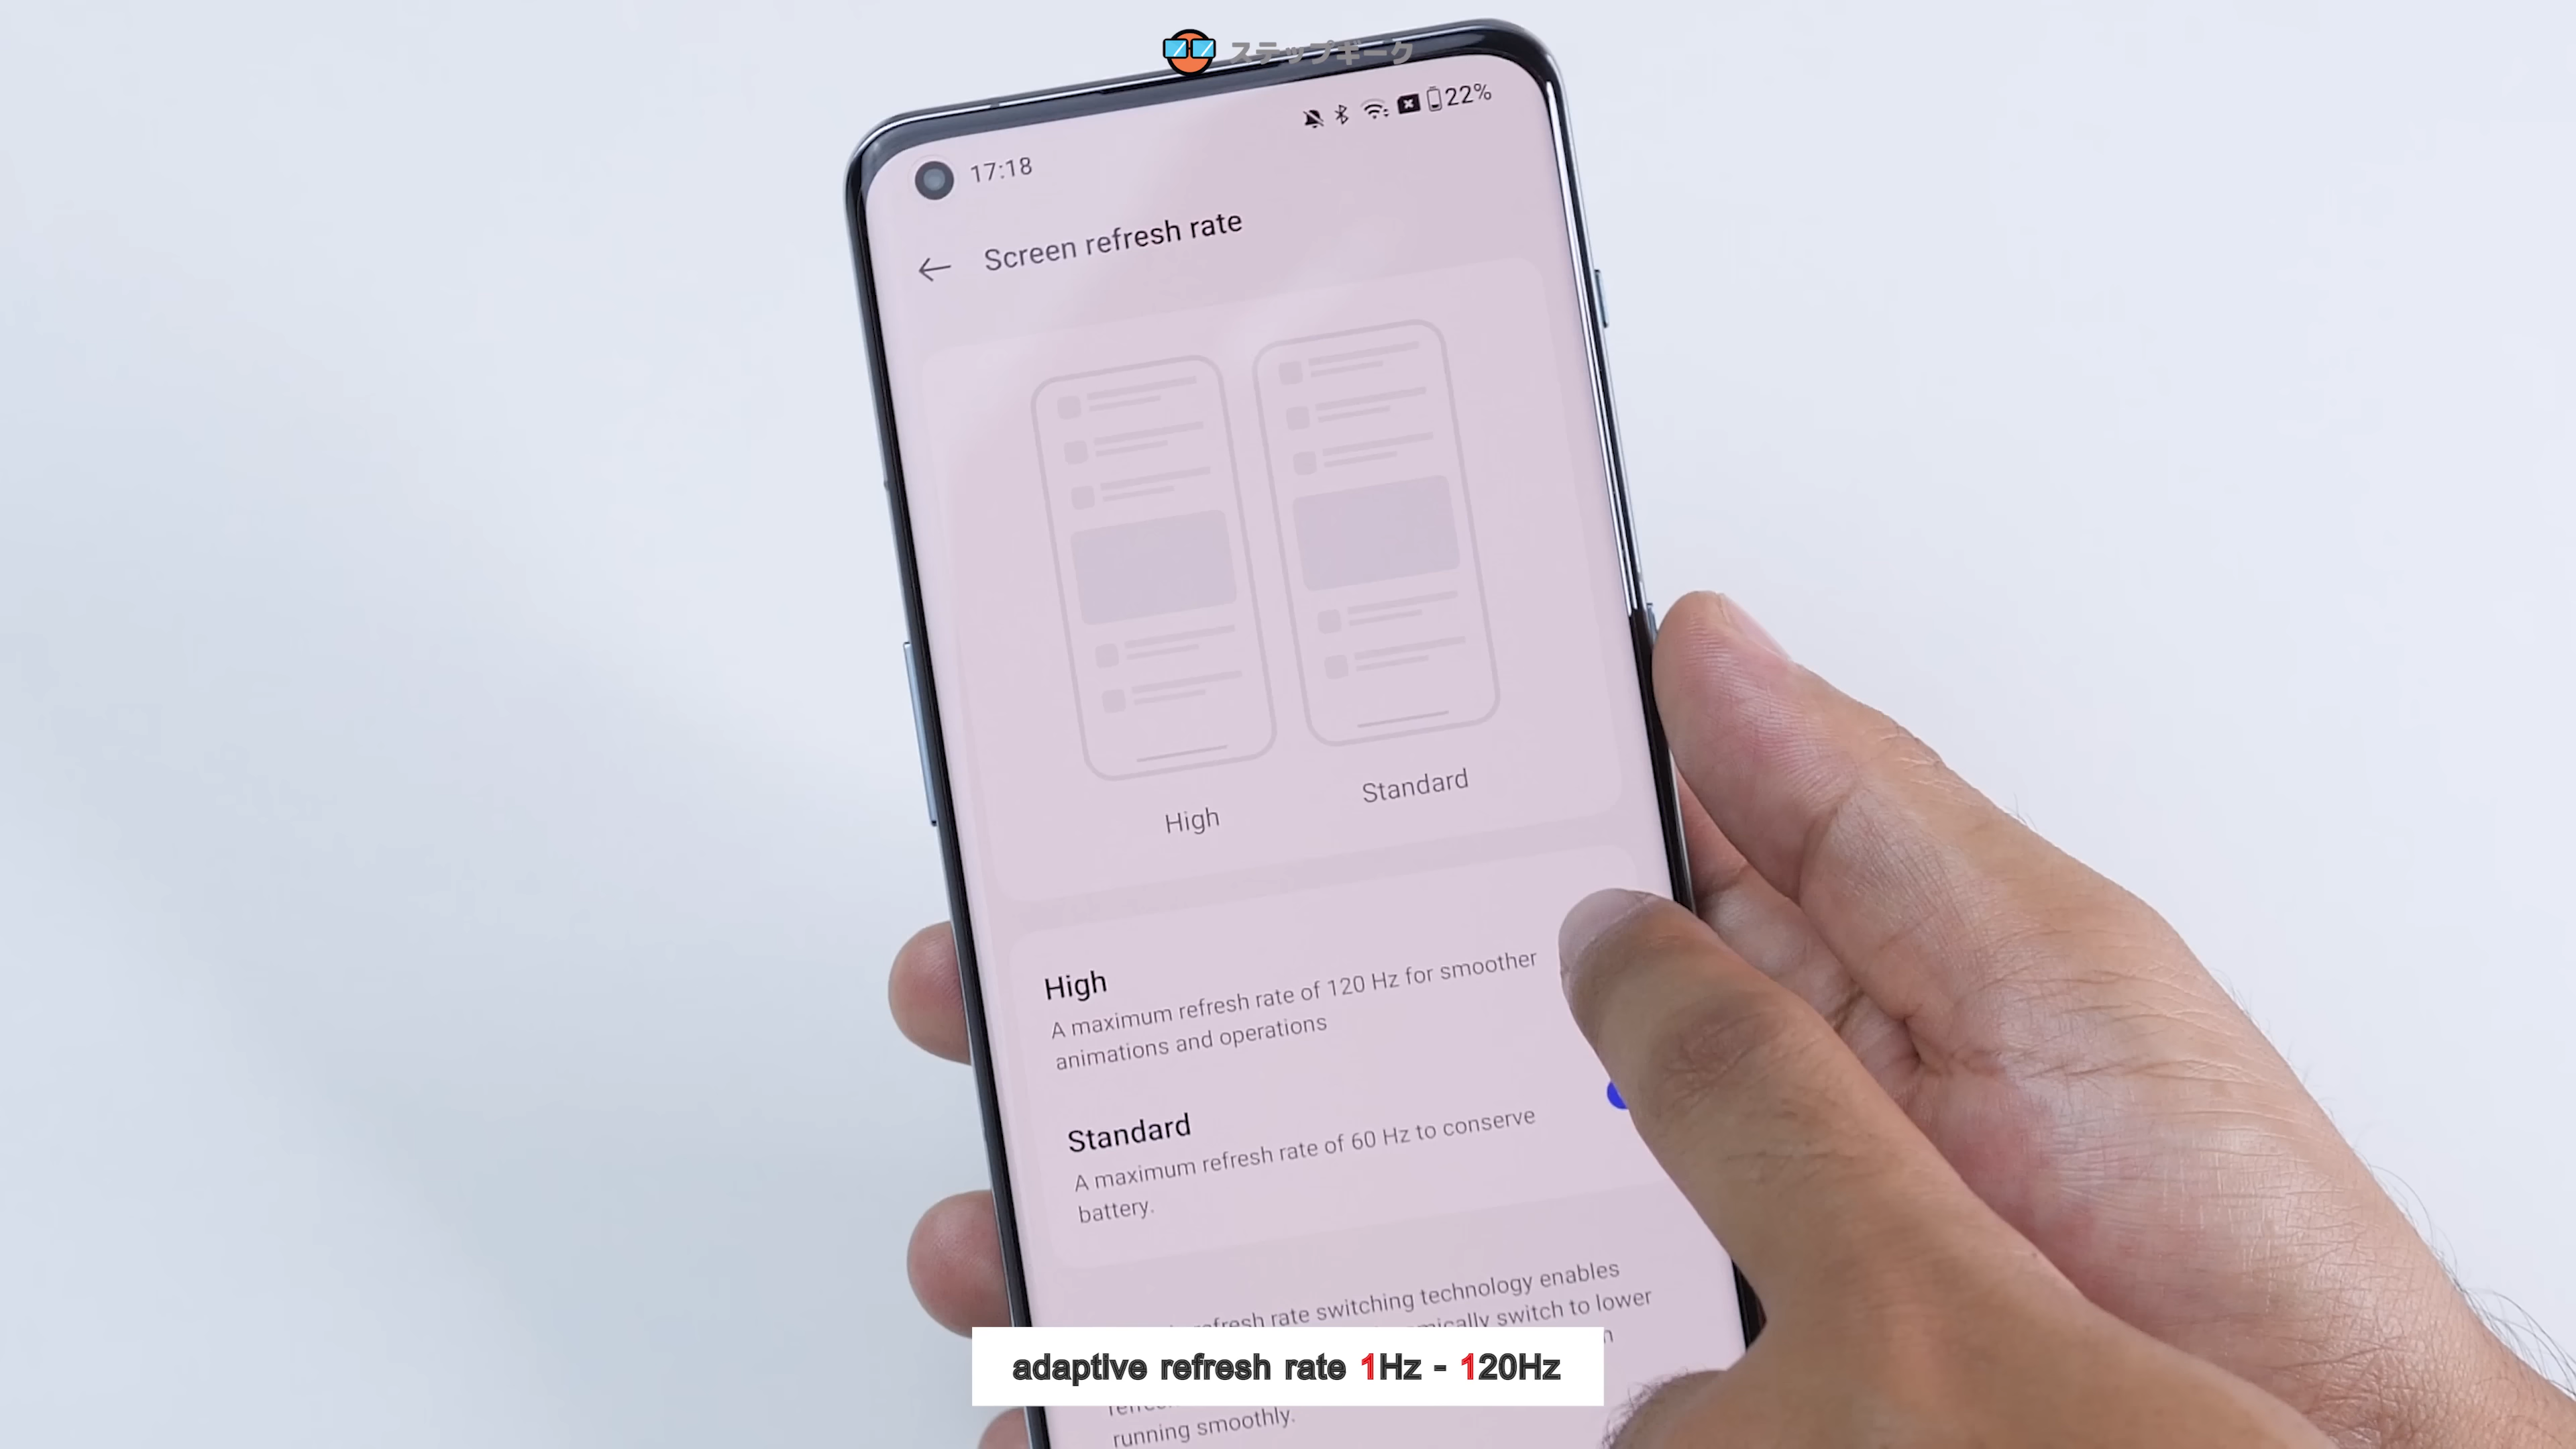 ステップギーク
22%
17:18
Screen refresh rate
High
Standard
High
A maximum refresh rate of 120 Hz for smoother
animations and operations
Standard
A maximum refresh rate of 60 Hz to conserve
battery.
refresh rate switching technology enables
switch to lower
adaptive refresh rate 1Hz - 120Hz
running smoothly.